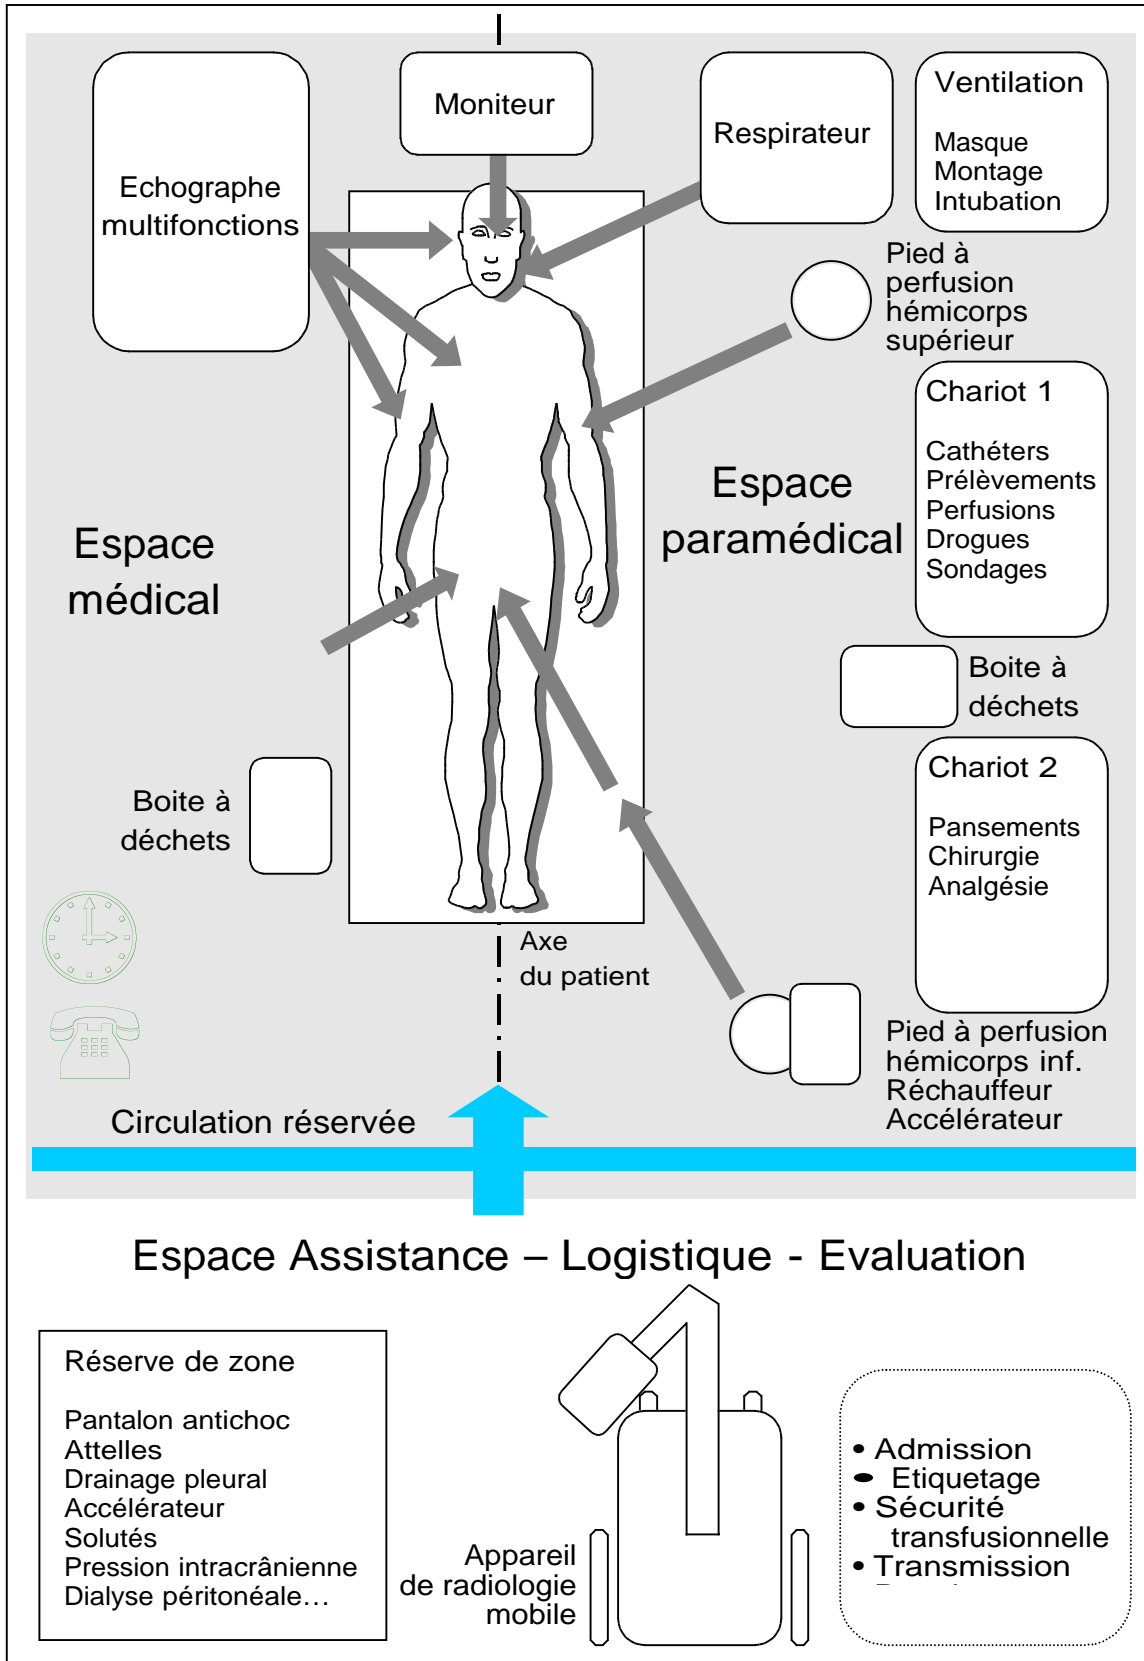 Moniteur
Echographe
multifonctions
Respirateur
Ventilation
Masque
Montage
Intubation
Pied à
perfusion
hémicorps
supérieur
Chariot 1
Cathéters
Prélèvements
Perfusions
Drogues
Sondages
Espace
médical
Espace
paramédical
Boite à
déchets
Boite à
déchets
Chariot 2
Pansements
Chirurgie
Analgésie
Axe
du patient
Pied à perfusion
hémicorps inf.
Réchauffeur
Accélérateur
Circulation réservée
Espace Assistance – Logistique - Evaluation
Réserve de zone
Pantalon antichoc
Attelles
Drainage pleural
Accélérateur
Solutés
Pression intracrânienne
Dialyse péritonéale…
Appareil
de radiologie
mobile
• Admission
• Etiquetage
• Sécurité
transfusionnelle
• Transmission